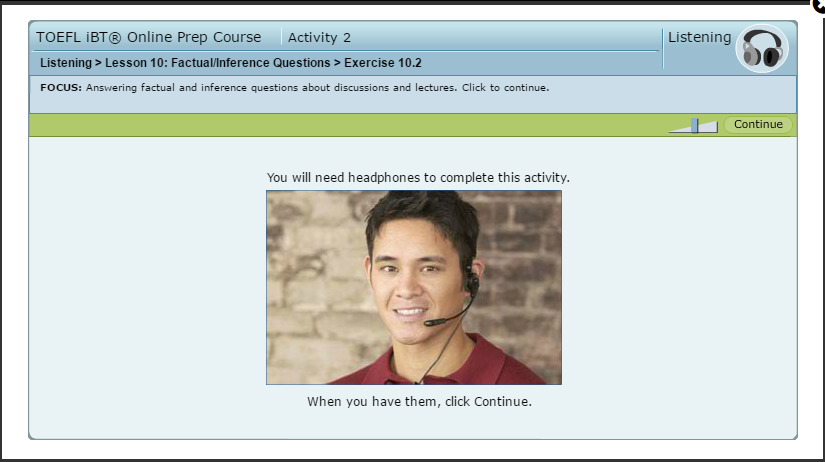 TOEFL iBT® Online Prep Course Activity 2 Listening
Listening > Lesson 10: Factual/Inference Questions > Exercise 10.2
FOCUS: Answering factual and inference questions about discussions and lectures. Click to continue.
Continue
You will need headphones to complete this activity.
When you have them, click Continue.